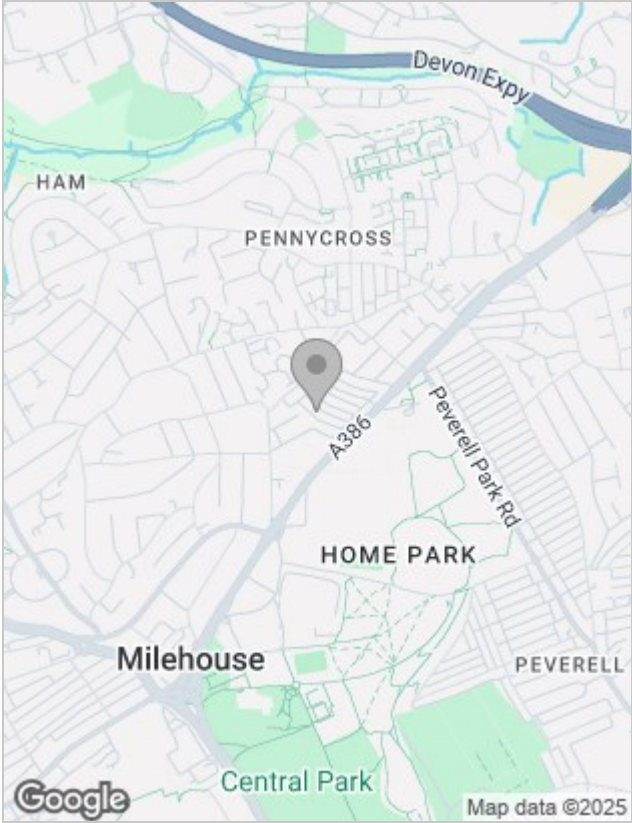 Devon Expy
HAM
PENNYCROSS
A386
Peverell Park Rd
HOME PARK
Milehouse
PEVERELL
Central Park
Google
Map data ©2025